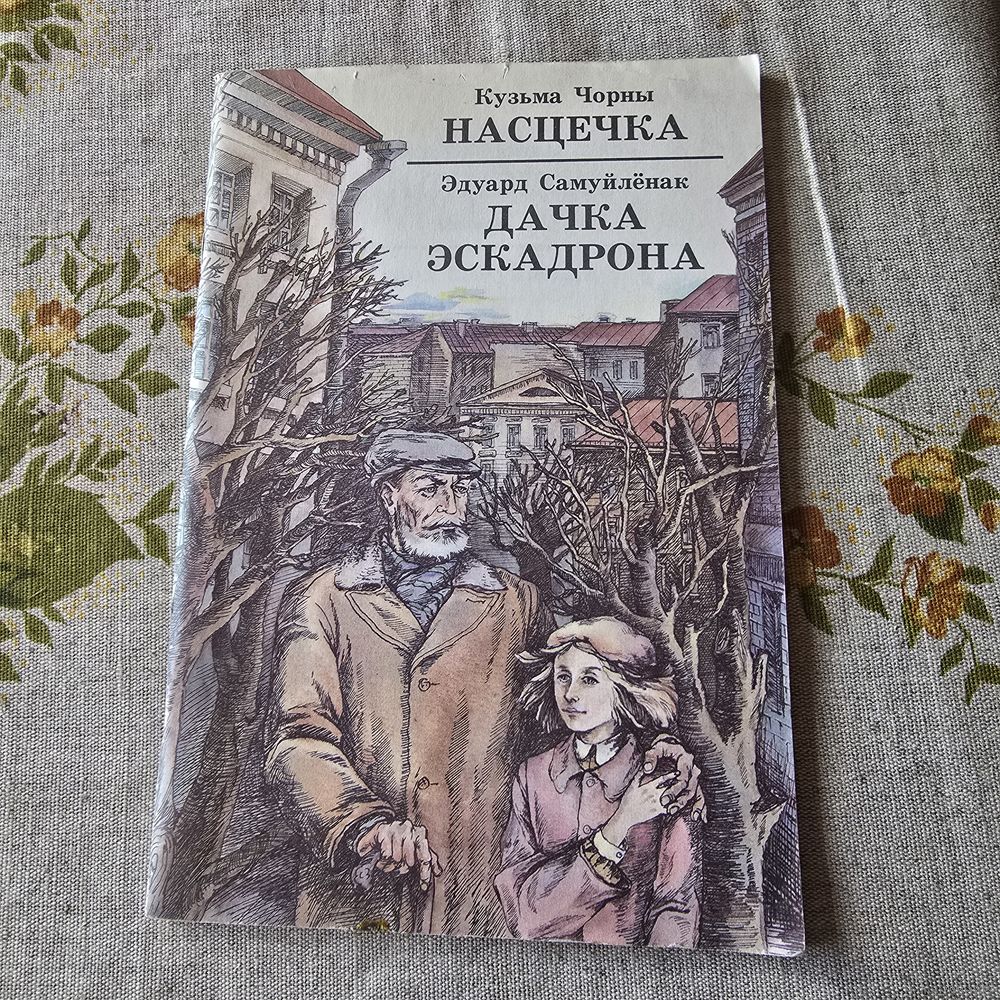 Кузьма Чорны
НАСЦЕЧКА
Эдуард Самуйлёнак
ДАЧКА
ЭСКАДРОНА